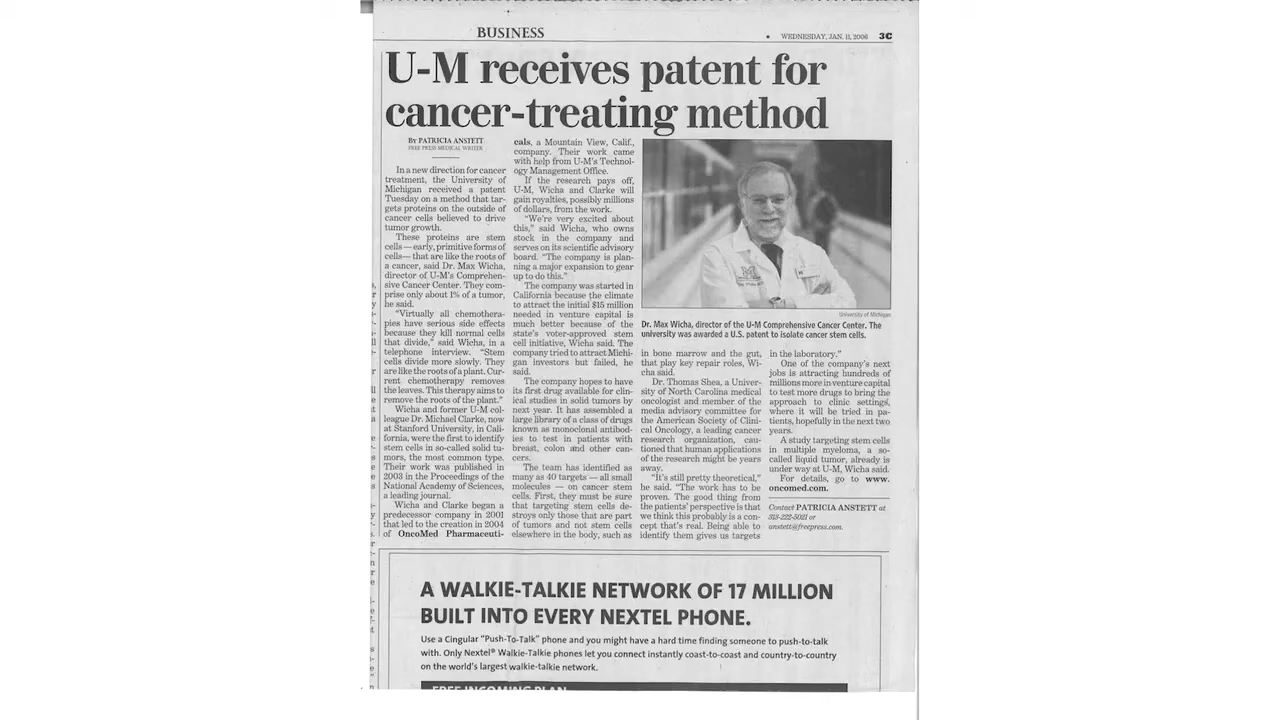 BUSINESS
WEDNESDAY, JAN. 11, 2006 3C
U-M receives patent for
cancer-treating method
BY PATRICIA ANSTETT
FREE PRESS MEDICAL WRITER
In a new direction for cancer
treatment, the University of
Michigan received a patent
Tuesday on a method that tar-
gets proteins on the outside of
cancer cells believed to drive
tumor growth.
These proteins are stem
cells — early, primitive forms of
cells— that are like the roots of
a cancer, said Dr. Max Wicha,
director of U-M's Comprehen-
sive Cancer Center. They com-
prise only about 1% of a tumor,
he said.
"Virtually all chemothera-
pies have serious side effects
because they kill normal cells
that divide," said Wicha, in a
telephone interview. "Stem
cells divide more slowly. They
are like the roots of a plant. Cur-
rent chemotherapy removes
the leaves. This therapy aims to
remove the roots of the plant."
Wicha and former U-M col-
league Dr. Michael Clarke, now
at Stanford University, in Cali-
fornia, were the first to identify
stem cells in so-called solid tu-
mors, the most common type.
Their work was published in
2003 in the Proceedings of the
National Academy of Sciences,
a leading journal.
Wicha and Clarke began a
predecessor company in 2001
that led to the creation in 2004
of OncoMed Pharmaceuti-
cals, a Mountain View, Calif.,
company. Their work came
with help from U-M's Technol-
ogy Management Office.
If the research pays off,
U-M, Wicha and Clarke will
gain royalties, possibly millions
of dollars, from the work.
"We're very excited about
this," said Wicha, who owns
stock in the company and
serves on its scientific advisory
board. "The company is plan-
ning a major expansion to gear
up to do this."
The company was started in
California because the climate
to attract the initial $15 million
needed in venture capital is
much better because of the
state's voter-approved stem
cell initiative, Wicha said. The
company tried to attract Michi-
gan investors but failed, he
said.
The company hopes to have
its first drug available for clin-
ical studies in solid tumors by
next year. It has assembled a
large library of a class of drugs
known as monoclonal antibod-
ies to test in patients with
breast, colon and other can-
cers.
The team has identified as
many as 40 targets — all small
molecules — on cancer stem
cells. First, they must be sure
that targeting stem cells de-
stroys only those that are part
of tumors and not stem cells
elsewhere in the body, such as
University of Michigan
Dr. Max Wicha, director of the U-M Comprehensive Cancer Center. The
university was awarded a U.S. patent to isolate cancer stem cells.
in bone marrow and the gut,
that play key repair roles, Wi-
cha said.
Dr. Thomas Shea, a Univer-
sity of North Carolina medical
oncologist and member of the
media advisory committee for
the American Society of Clini-
cal Oncology, a leading cancer
research organization, cau-
tioned that human applications
of the research might be years
away.
"It's still pretty theoretical,"
he said. "The work has to be
proven. The good thing from
the patients' perspective is that
we think this probably is a con-
cept that's real. Being able to
identify them gives us targets
in the laboratory."
One of the company's next
jobs is attracting hundreds of
millions more in venture capital
to test more drugs to bring the
approach to clinic settings,
where it will be tried in pa-
tients, hopefully in the next two
years.
A study targeting stem cells
in multiple myeloma, a so-
called liquid tumor, already is
under way at U-M, Wicha said.
For details, go to www.
oncomed.com.
Contact PATRICIA ANSTETT at
313-222-5021 or
anstett@freepress.com.
A WALKIE-TALKIE NETWORK OF 17 MILLION
BUILT INTO EVERY NEXTEL PHONE.
Use a Cingular "Push-To-Talk" phone and you might have a hard time finding someone to push-to-talk
with. Only Nextel® Walkie-Talkie phones let you connect instantly coast-to-coast and country-to-country
on the world's largest walkie-talkie network.
FREE INCOMING PLAN